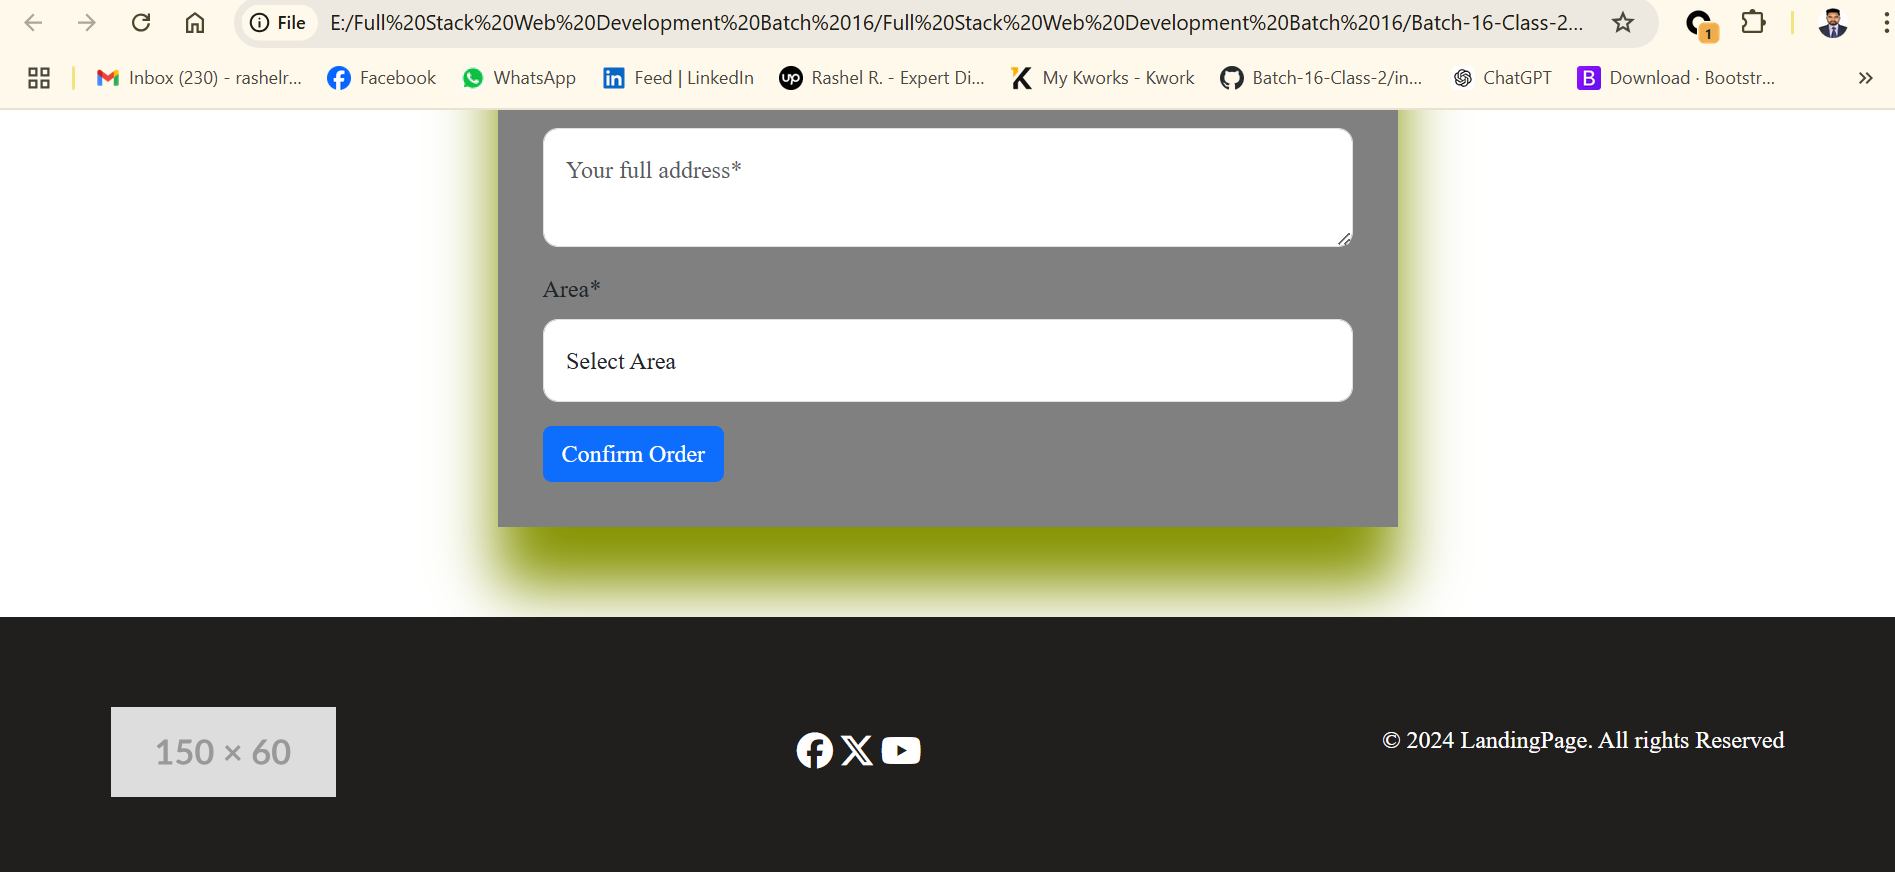 File
E:/Full%20Stack%20Web%20Development%20Batch%2016/Full%20Stack%20Web%20Development%20Batch%2016/Batch-16-Class-2...
1
Inbox (230) - rashelr...
Facebook
WhatsApp
in
Feed | LinkedIn
up
Rashel R. - Expert Di...
My Kworks - Kwork
Batch-16-Class-2/in...
ChatGPT
B
Download · Bootstr...
Your full address*
Area*
Select Area
Confirm Order
150 × 60
© 2024 LandingPage. All rights Reserved